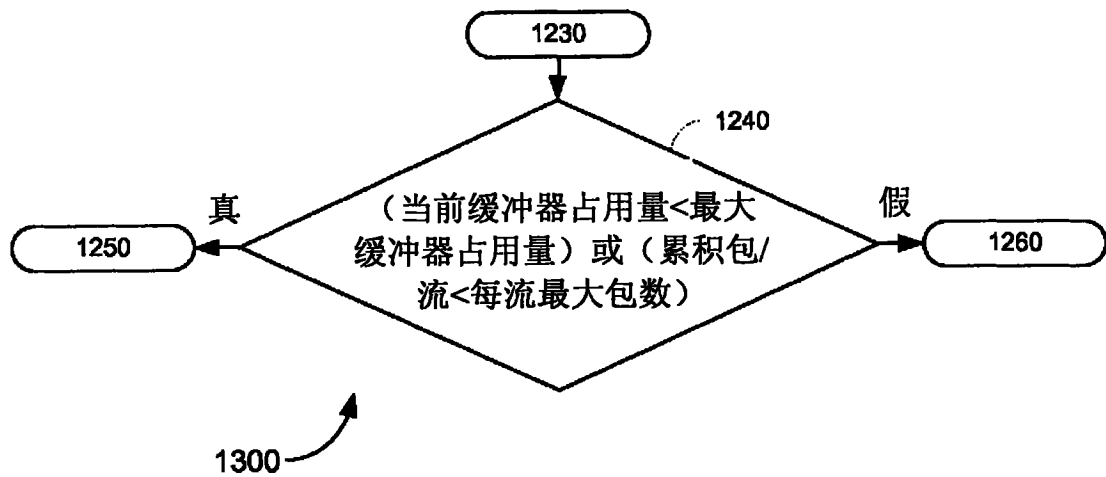 1230
1240
真
(当前缓冲器占用量<最大
缓冲器占用量)或(累积包/
流<每流最大包数)
假
1250
1260
1300